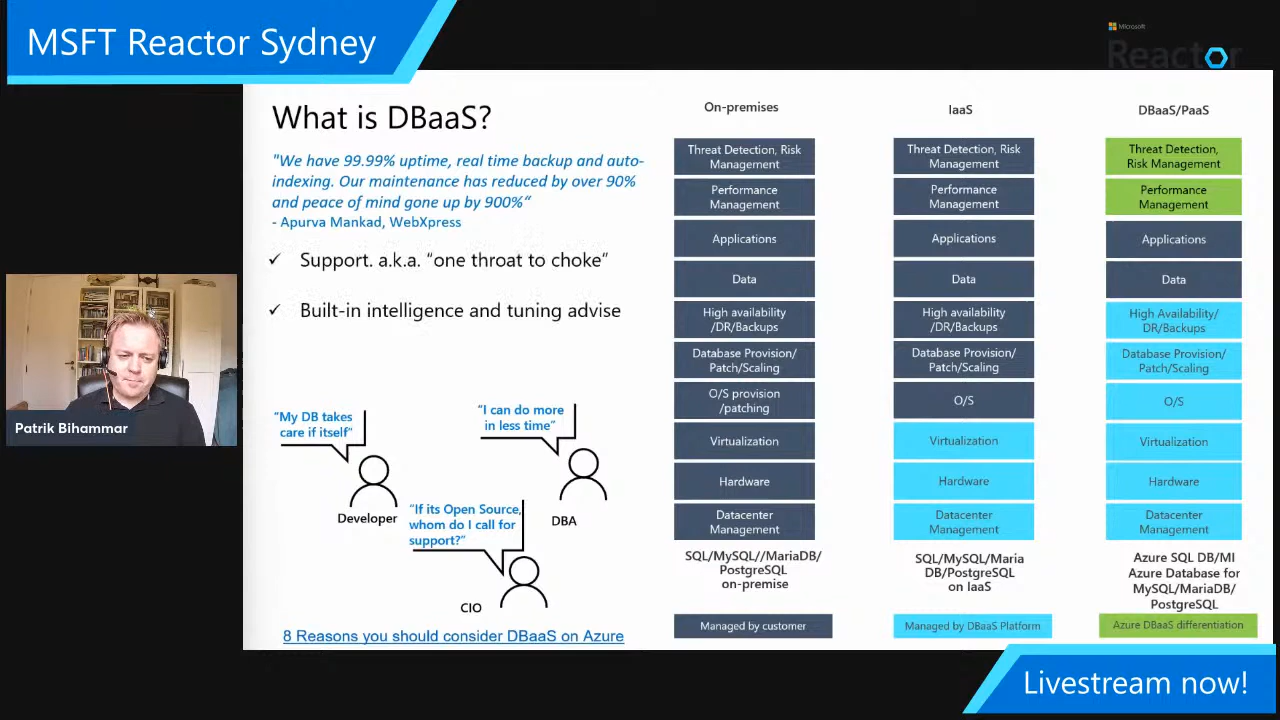 MSFT Reactor Sydney
Microsoft
Reactor
What is DBaaS?
"We have 99.99% uptime, real time backup and auto-
indexing. Our maintenance has reduced by over 90%
and peace of mind gone up by 900%"
- Apurva Mankad, WebXpress
✓ Support. a.k.a. "one throat to choke"
✓ Built-in intelligence and tuning advise
"My DB takes
care if itself"
Developer
"I can do more
in less time"
DBA
"If its Open Source,
whom do I call for
support?"
CIO
8 Reasons you should consider DBaaS on Azure
On-premises
Threat Detection, Risk
Management
Performance
Management
Applications
Data
High availability
/DR/Backups
Database Provision/
Patch/Scaling
O/S provision
/patching
Virtualization
Hardware
Datacenter
Management
SQL/MySQL//MariaDB/
PostgreSQL
on-premise
Managed by customer
IaaS
Threat Detection, Risk
Management
Performance
Management
Applications
Data
High availability
/DR/Backups
Database Provision/
Patch/Scaling
O/S
Virtualization
Hardware
Datacenter
Management
SQL/MySQL/Maria
DB/PostgreSQL
on IaaS
Managed by DBaaS Platform
DBaaS/PaaS
Threat Detection,
Risk Management
Performance
Management
Applications
Data
High Availability/
DR/Backups
Database Provision/
Patch/Scaling
O/S
Virtualization
Hardware
Datacenter
Management
Azure SQL DB/MI
Azure Database for
MySQL/MariaDB/
PostgreSQL
Azure DBaaS differentiation
Patrik Bihammar
Livestream now!